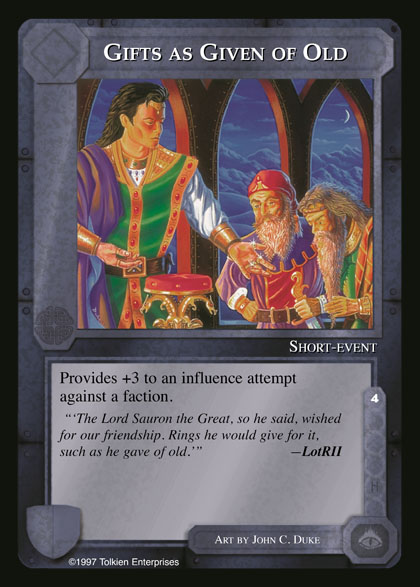 GIFTS AS GIVEN OF OLD
SHORT-EVENT
Provides +3 to an influence attempt
against a faction.
4
“‘The Lord Sauron the Great, so he said, wished
for our friendship. Rings he would give for it,
such as he gave of old.’” –LotRII
H
ART BY JOHN C. DUKE
©1997 Tolkien Enterprises